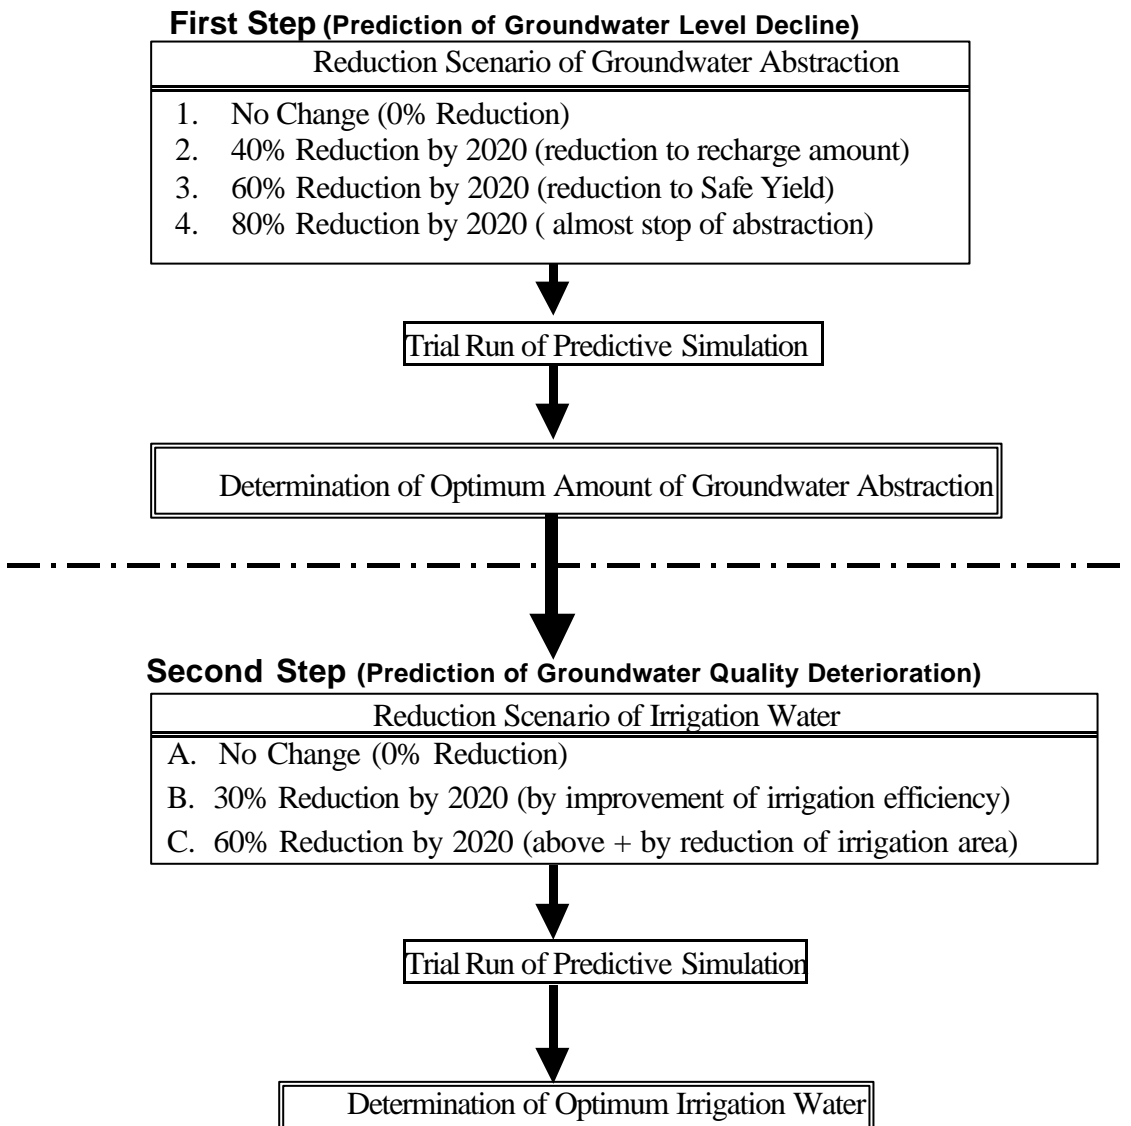 First Step (Prediction of Groundwater Level Decline)
Reduction Scenario of Groundwater Abstraction
1. No Change (0% Reduction)
2. 40% Reduction by 2020 (reduction to recharge amount)
3. 60% Reduction by 2020 (reduction to Safe Yield)
4. 80% Reduction by 2020 ( almost stop of abstraction)
Trial Run of Predictive Simulation
Determination of Optimum Amount of Groundwater Abstraction
Second Step (Prediction of Groundwater Quality Deterioration)
Reduction Scenario of Irrigation Water
A. No Change (0% Reduction)
B. 30% Reduction by 2020 (by improvement of irrigation efficiency)
C. 60% Reduction by 2020 (above + by reduction of irrigation area)
Trial Run of Predictive Simulation
Determination of Optimum Irrigation Water